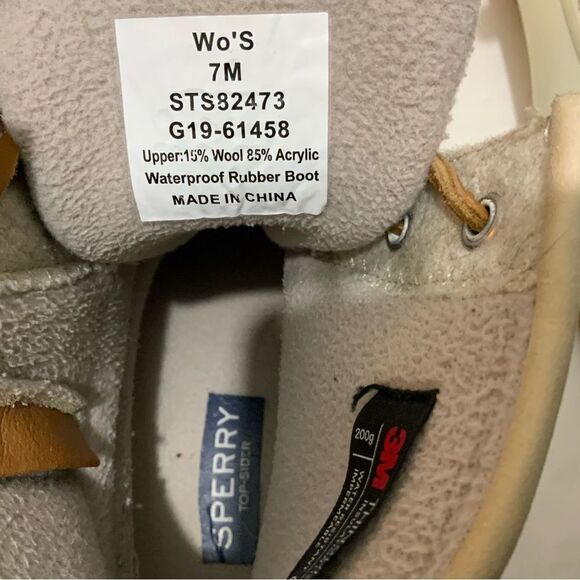 Wo'S
7M
STS82473
G19-61458
Upper:15% Wool 85% Acrylic
Waterproof Rubber Boot
MADE IN CHINA
SPERRY
TOP-SIDER
200g
3M